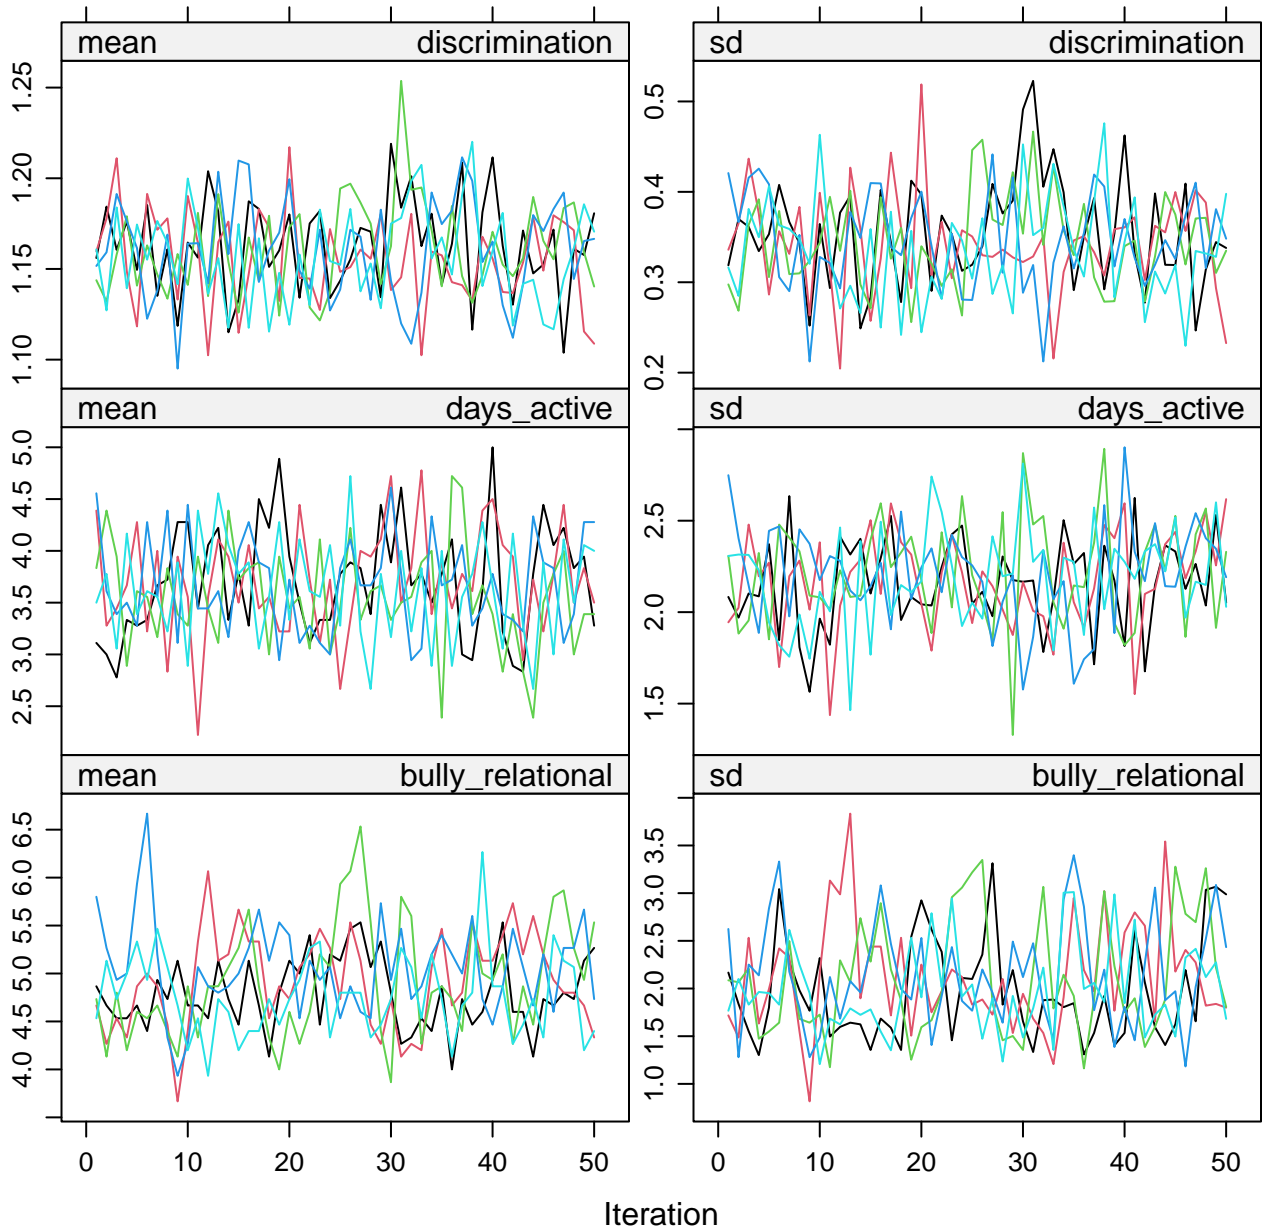 mean discrimination
sd discrimination
1.10 1.15 1.20 1.25
0.2 0.3 0.4 0.5
mean days_active
sd days_active
2.5 3.0 3.5 4.0 4.5 5.0
1.5 2.0 2.5
mean bully_relational
sd bully_relational
4.0 4.5 5.0 5.5 6.0 6.5
1.0 1.5 2.0 2.5 3.0 3.5
0 10 20 30 40 50
0 10 20 30 40 50
Iteration